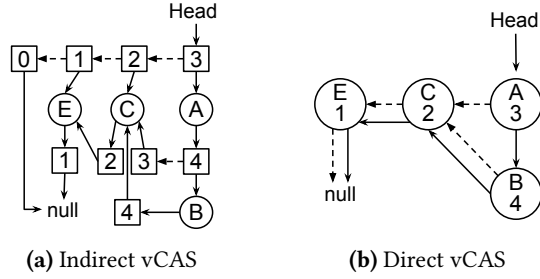 Head
0 1 2 3
E C A
1 2 3 4
null 4 B
(a) Indirect vCAS
Head
E C A
1 2 3
B
4
null
(b) Direct vCAS